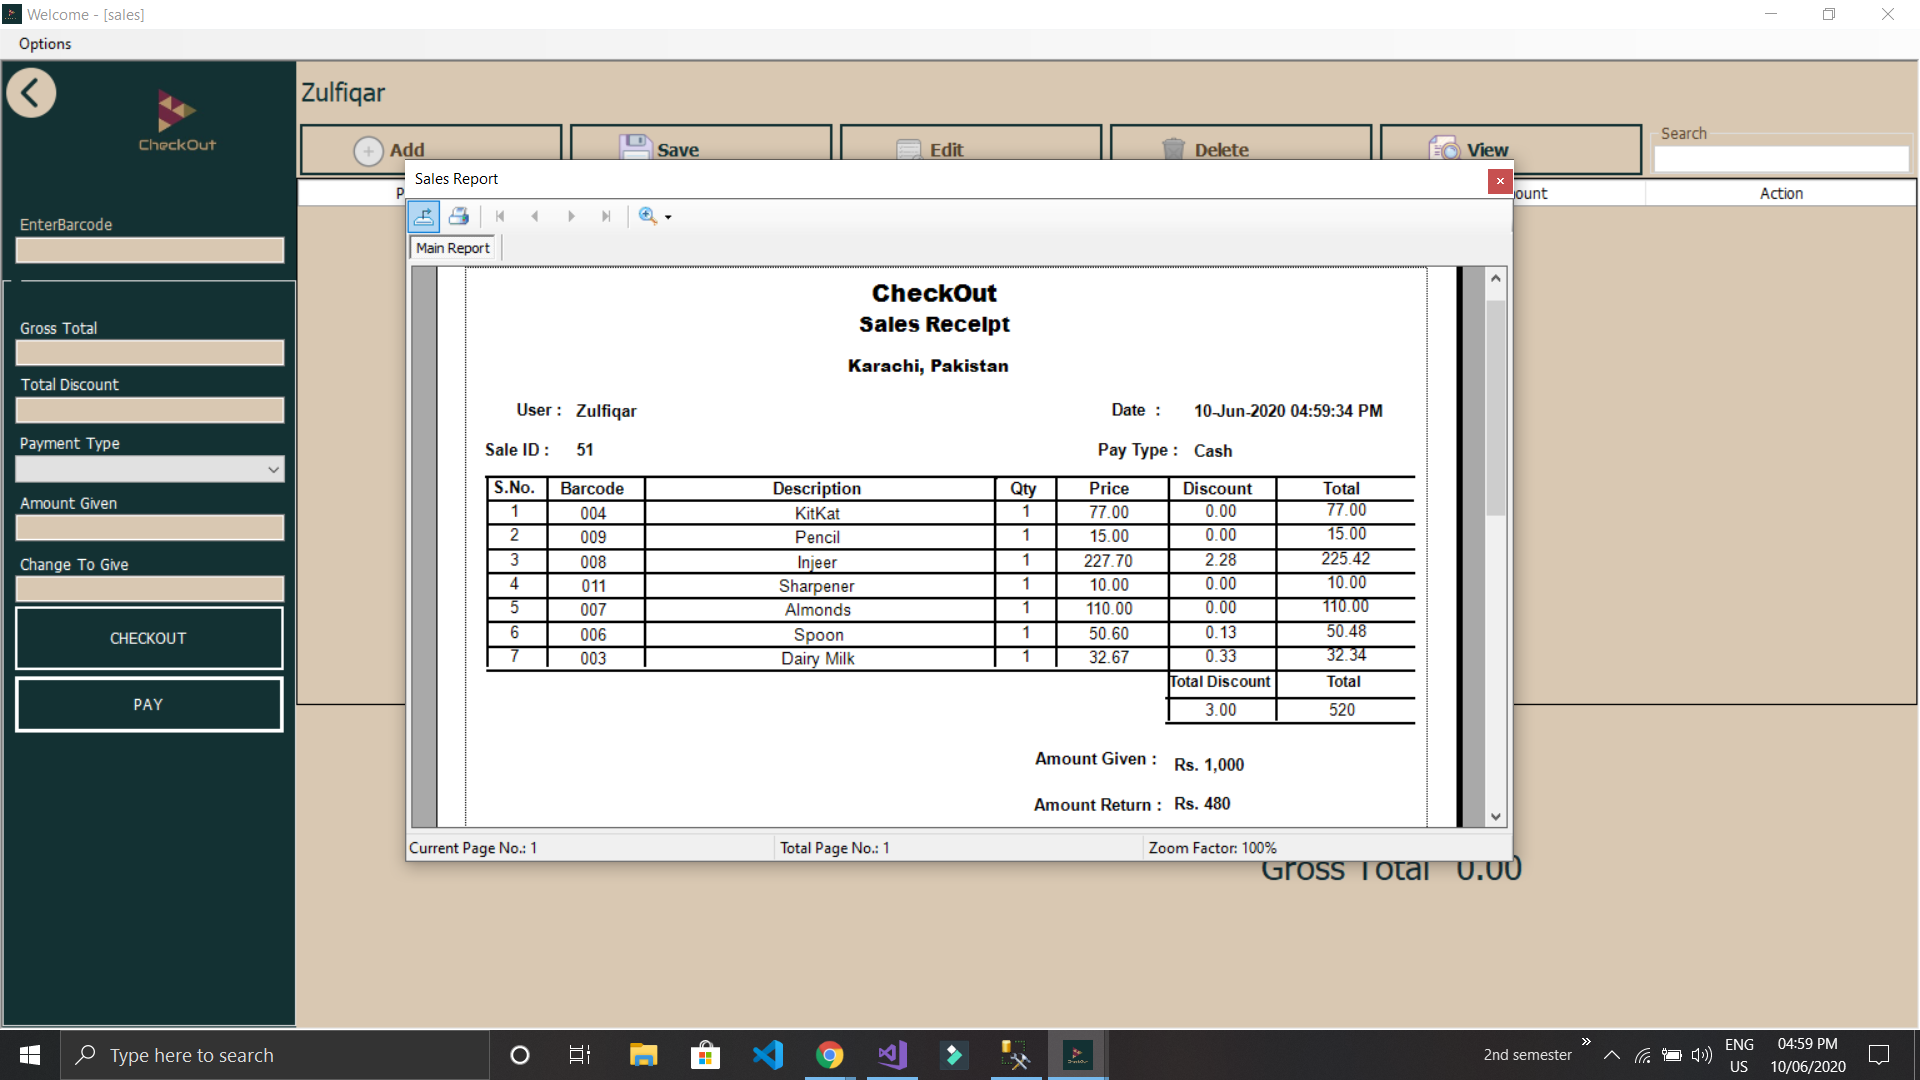 Welcome - [sales]
Options
CheckOut
Zulfiqar
Add
Save
Edit
Delete
View
Search
P
ount
Action
EnterBarcode
Gross Total
Total Discount
Payment Type
Amount Given
Change To Give
CHECKOUT
PAY
Sales Report
Main Report
CheckOut
Sales Receipt
Karachi, Pakistan
User : Zulfiqar Date : 10-Jun-2020 04:59:34 PM
Sale ID : 51 Pay Type : Cash
S.No. Barcode Description Qty Price Discount Total
1 004 KitKat 1 77.00 0.00 77.00
2 009 Pencil 1 15.00 0.00 15.00
3 008 Injeer 1 227.70 2.28 225.42
4 011 Sharpener 1 10.00 0.00 10.00
5 007 Almonds 1 110.00 0.00 110.00
6 006 Spoon 1 50.60 0.13 50.48
7 003 Dairy Milk 1 32.67 0.33 32.34
Total Discount Total
3.00 520
Amount Given : Rs. 1,000
Amount Return : Rs. 480
Current Page No.: 1 Total Page No.: 1 Zoom Factor: 100%
Gross Total 0.00
Type here to search
2nd semester
ENG
US
04:59 PM
10/06/2020